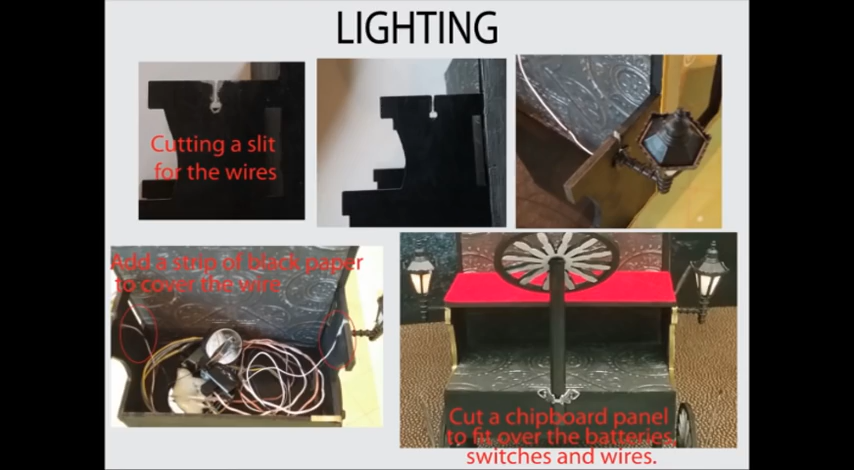 LIGHTING
Cutting a slit
for the wires
Add a strip of black paper
to cover the wire
Cut a chipboard panel
to fit over the batteries,
switches and wires.